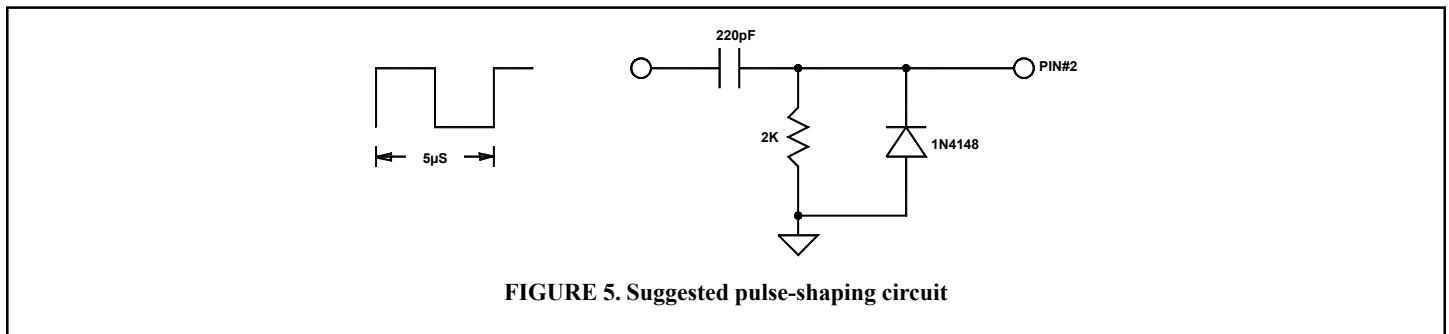 220pF
PIN#2
2K
1N4148
5µS
FIGURE 5. Suggested pulse-shaping circuit